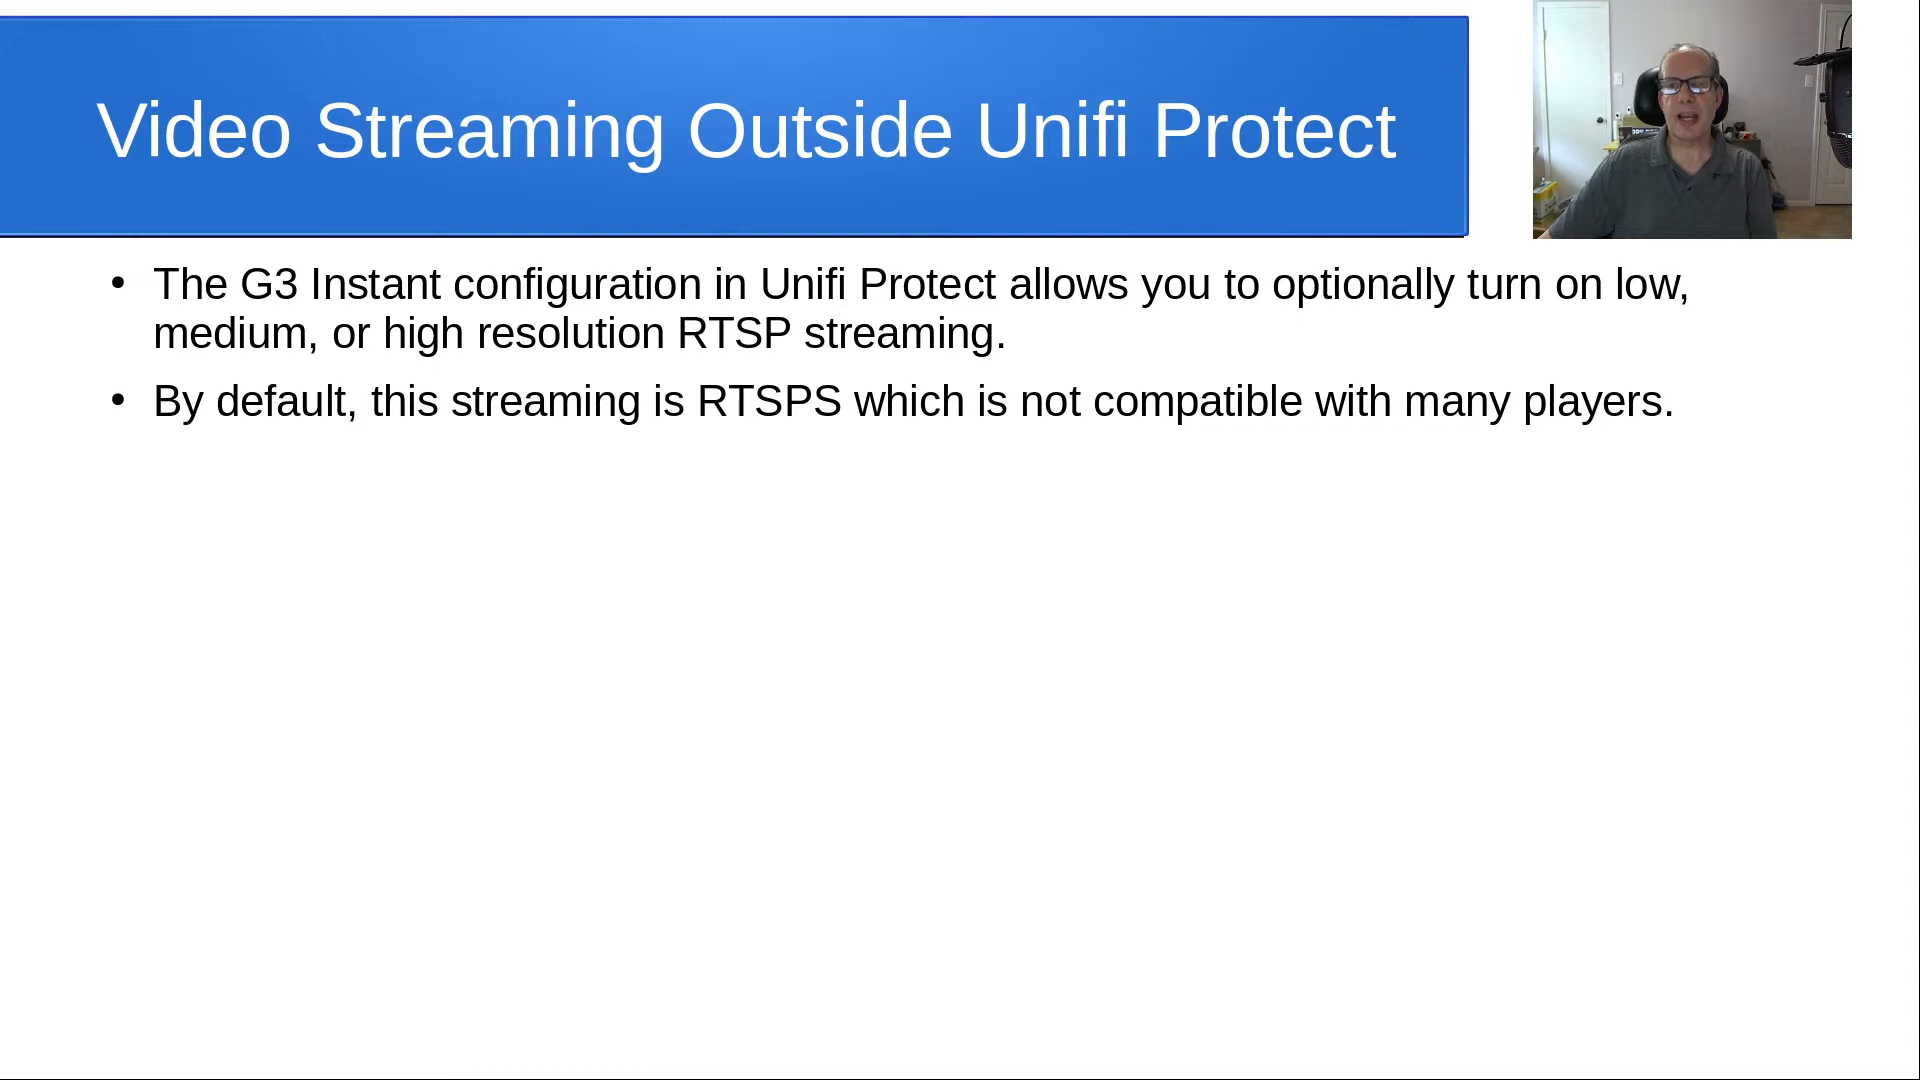 Video Streaming Outside Unifi Protect
• The G3 Instant configuration in Unifi Protect allows you to optionally turn on low,
medium, or high resolution RTSP streaming.
• By default, this streaming is RTSPS which is not compatible with many players.